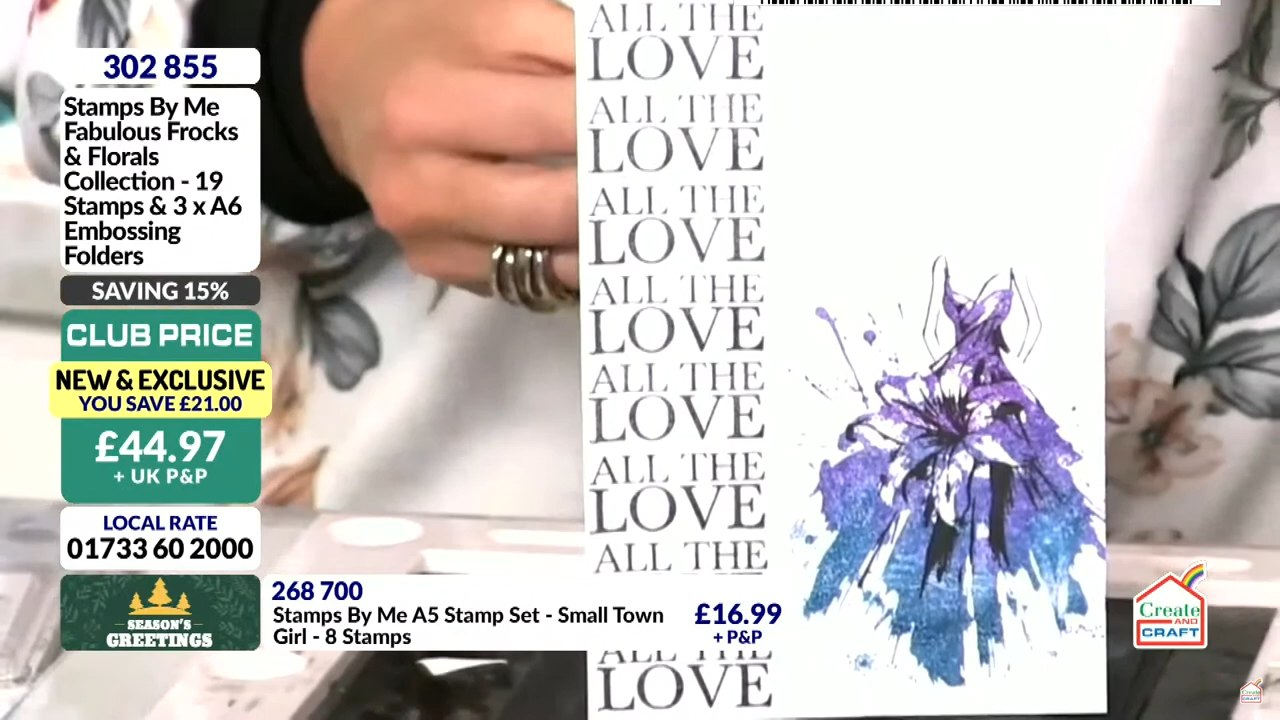 302 855
Stamps By Me
Fabulous Frocks
& Florals
Collection - 19
Stamps & 3 x A6
Embossing
Folders
SAVING 15%
CLUB PRICE
NEW & EXCLUSIVE
YOU SAVE £21.00
£44.97
+ UK P&P
LOCAL RATE
01733 60 2000
SEASON'S
GREETINGS
268 700
Stamps By Me A5 Stamp Set - Small Town
Girl - 8 Stamps
£16.99
+ P&P
ALL THE
LOVE
ALL THE
LOVE
ALL THE
LOVE
ALL THE
LOVE
ALL THE
LOVE
ALL THE
LOVE
ALL THE
ALL THE
LOVE
Create
AND
CRAFT